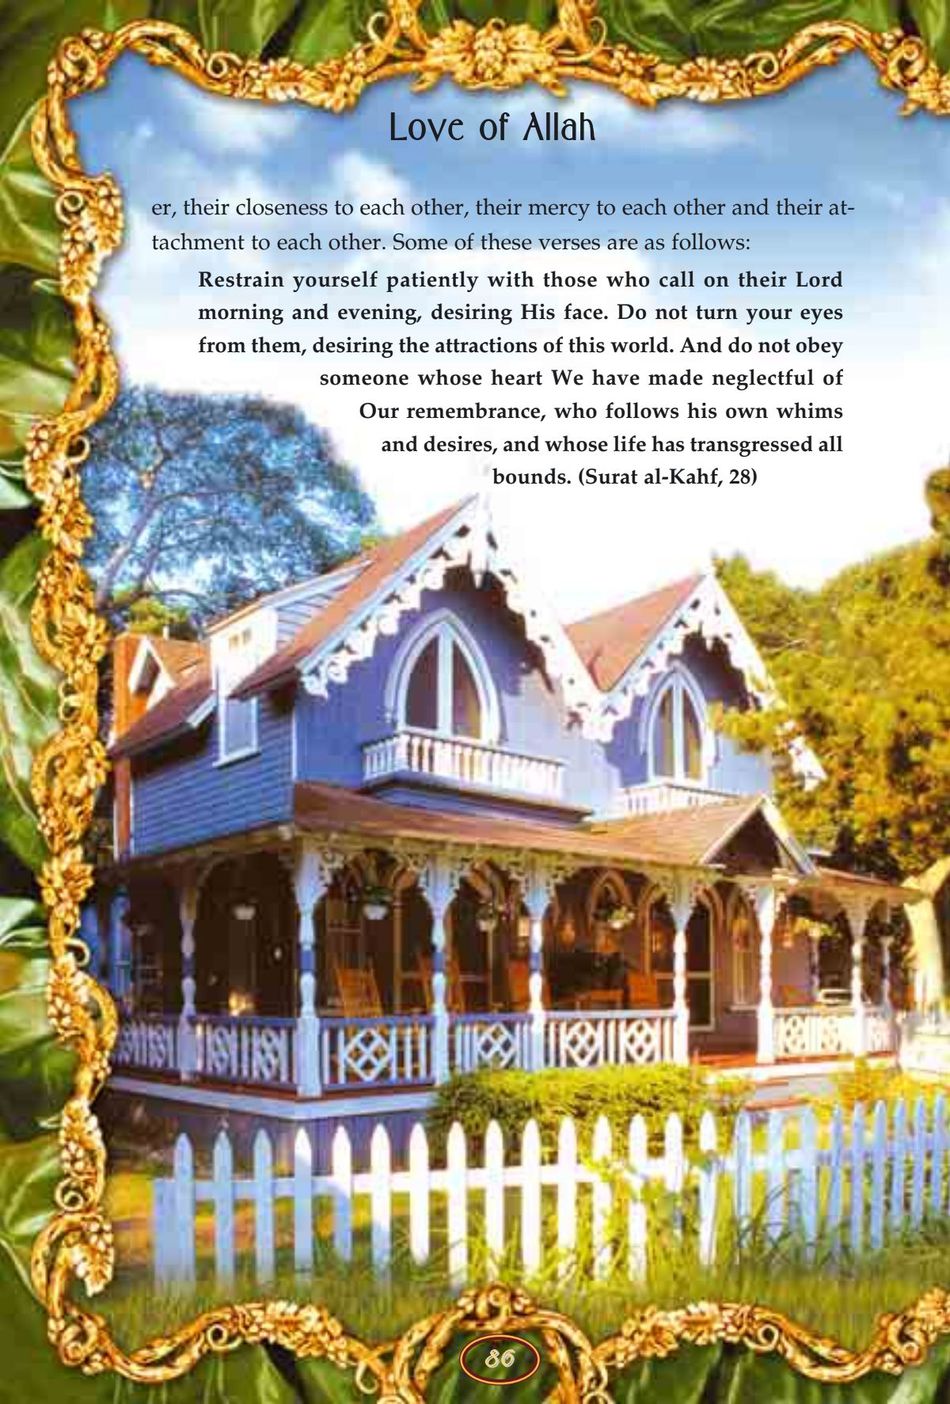 Love of Allah
er, their closeness to each other, their mercy to each other and their at-
tachment to each other. Some of these verses are as follows:
Restrain yourself patiently with those who call on their Lord
morning and evening, desiring His face. Do not turn your eyes
from them, desiring the attractions of this world. And do not obey
someone whose heart We have made neglectful of
Our remembrance, who follows his own whims
and desires, and whose life has transgressed all
bounds. (Surat al-Kahf, 28)
86